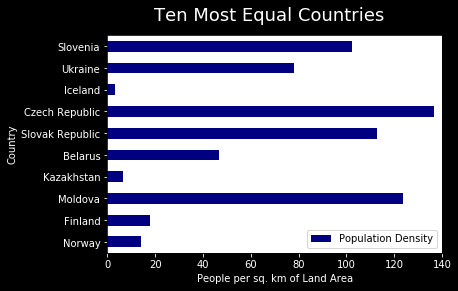 Ten Most Equal Countries
Country
Slovenia
Ukraine
Iceland
Czech Republic
Slovak Republic
Belarus
Kazakhstan
Moldova
Finland
Norway
Population Density
0 20 40 60 80 100 120 140
People per sq. km of Land Area